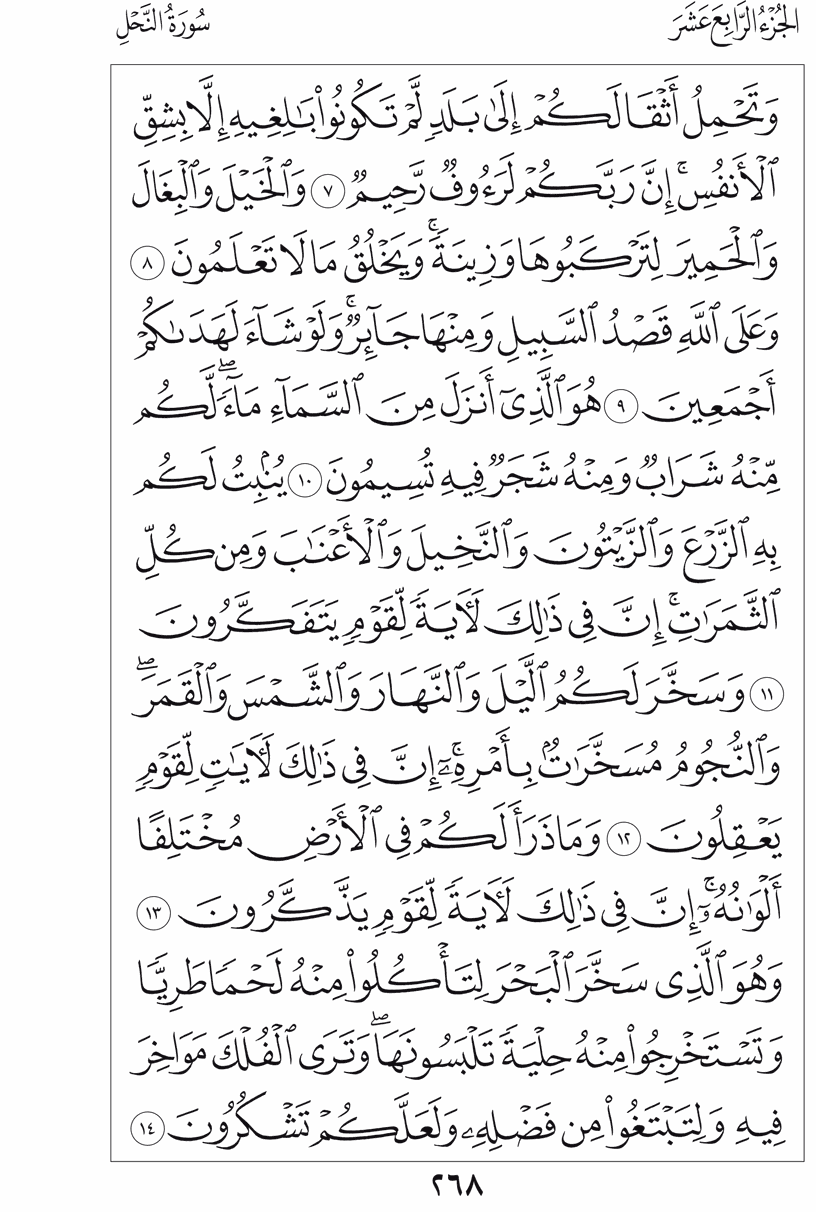 الجُزْءُ الرَّابِعَ عَشَرَ
سُورَةُ النَّحْلِ
وَتَحْمِلُ أَثْقَالَكُمْ إِلَىٰ بَلَدٍ لَّمْ تَكُونُوا۟ بَٰلِغِيهِ إِلَّا بِشِقِّ
ٱلْأَنفُسِ ۚ إِنَّ رَبَّكُمْ لَرَءُوفٌ رَّحِيمٌ ٧ وَٱلْخَيْلَ وَٱلْبِغَالَ
وَٱلْحَمِيرَ لِتَرْكَبُوهَا وَزِينَةً ۚ وَيَخْلُقُ مَا لَا تَعْلَمُونَ ٨
وَعَلَى ٱللَّهِ قَصْدُ ٱلسَّبِيلِ وَمِنْهَا جَآئِرٌ ۚ وَلَوْ شَآءَ لَهَدَىٰكُمْ
أَجْمَعِينَ ٩ هُوَ ٱلَّذِىٓ أَنزَلَ مِنَ ٱلسَّمَآءِ مَآءً ۖ لَّكُم
مِّنْهُ شَرَابٌ وَمِنْهُ شَجَرٌ فِيهِ تُسِيمُونَ ١٠ يُنۢبِتُ لَكُم
بِهِ ٱلزَّرْعَ وَٱلزَّيْتُونَ وَٱلنَّخِيلَ وَٱلْأَعْنَٰبَ وَمِن كُلِّ
ٱلثَّمَرَٰتِ ۗ إِنَّ فِى ذَٰلِكَ لَءَايَةً لِّقَوْمٍ يَتَفَكَّرُونَ
١١ وَسَخَّرَ لَكُمُ ٱلَّيْلَ وَٱلنَّهَارَ وَٱلشَّمْسَ وَٱلْقَمَرَ ۖ
وَٱلنُّجُومُ مُسَخَّرَٰتٌۢ بِأَمْرِهِۦٓ ۗ إِنَّ فِى ذَٰلِكَ لَءَايَٰتٍ لِّقَوْمٍ
يَعْقِلُونَ ١٢ وَمَا ذَرَأَ لَكُمْ فِى ٱلْأَرْضِ مُخْتَلِفًا
أَلْوَٰنُهُۥٓ ۗ إِنَّ فِى ذَٰلِكَ لَءَايَةً لِّقَوْمٍ يَذَّكَّرُونَ ١٣
وَهُوَ ٱلَّذِى سَخَّرَ ٱلْبَحْرَ لِتَأْكُلُوا۟ مِنْهُ لَحْمًا طَرِيًّا
وَتَسْتَخْرِجُوا۟ مِنْهُ حِلْيَةً تَلْبَسُونَهَا ۖ وَتَرَى ٱلْفُلْكَ مَوَاخِرَ
فِيهِ وَلِتَبْتَغُوا۟ مِن فَضْلِهِۦ وَلَعَلَّكُمْ تَشْكُرُونَ ١٤
٢٦٨